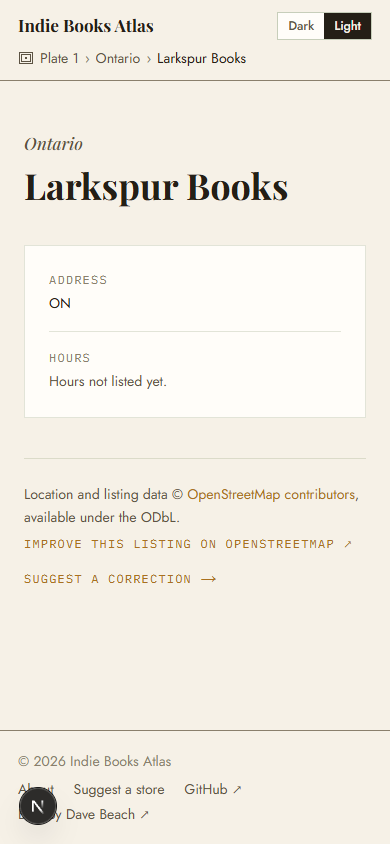 Indie Books Atlas
Dark Light
Plate 1 › Ontario › Larkspur Books
Ontario
Larkspur Books
ADDRESS
ON
HOURS
Hours not listed yet.
Location and listing data © OpenStreetMap contributors,
available under the ODbL.
IMPROVE THIS LISTING ON OPENSTREETMAP ↗
SUGGEST A CORRECTION →
© 2026 Indie Books Atlas
Suggest a store GitHub ↗
N
Dave Beach ↗